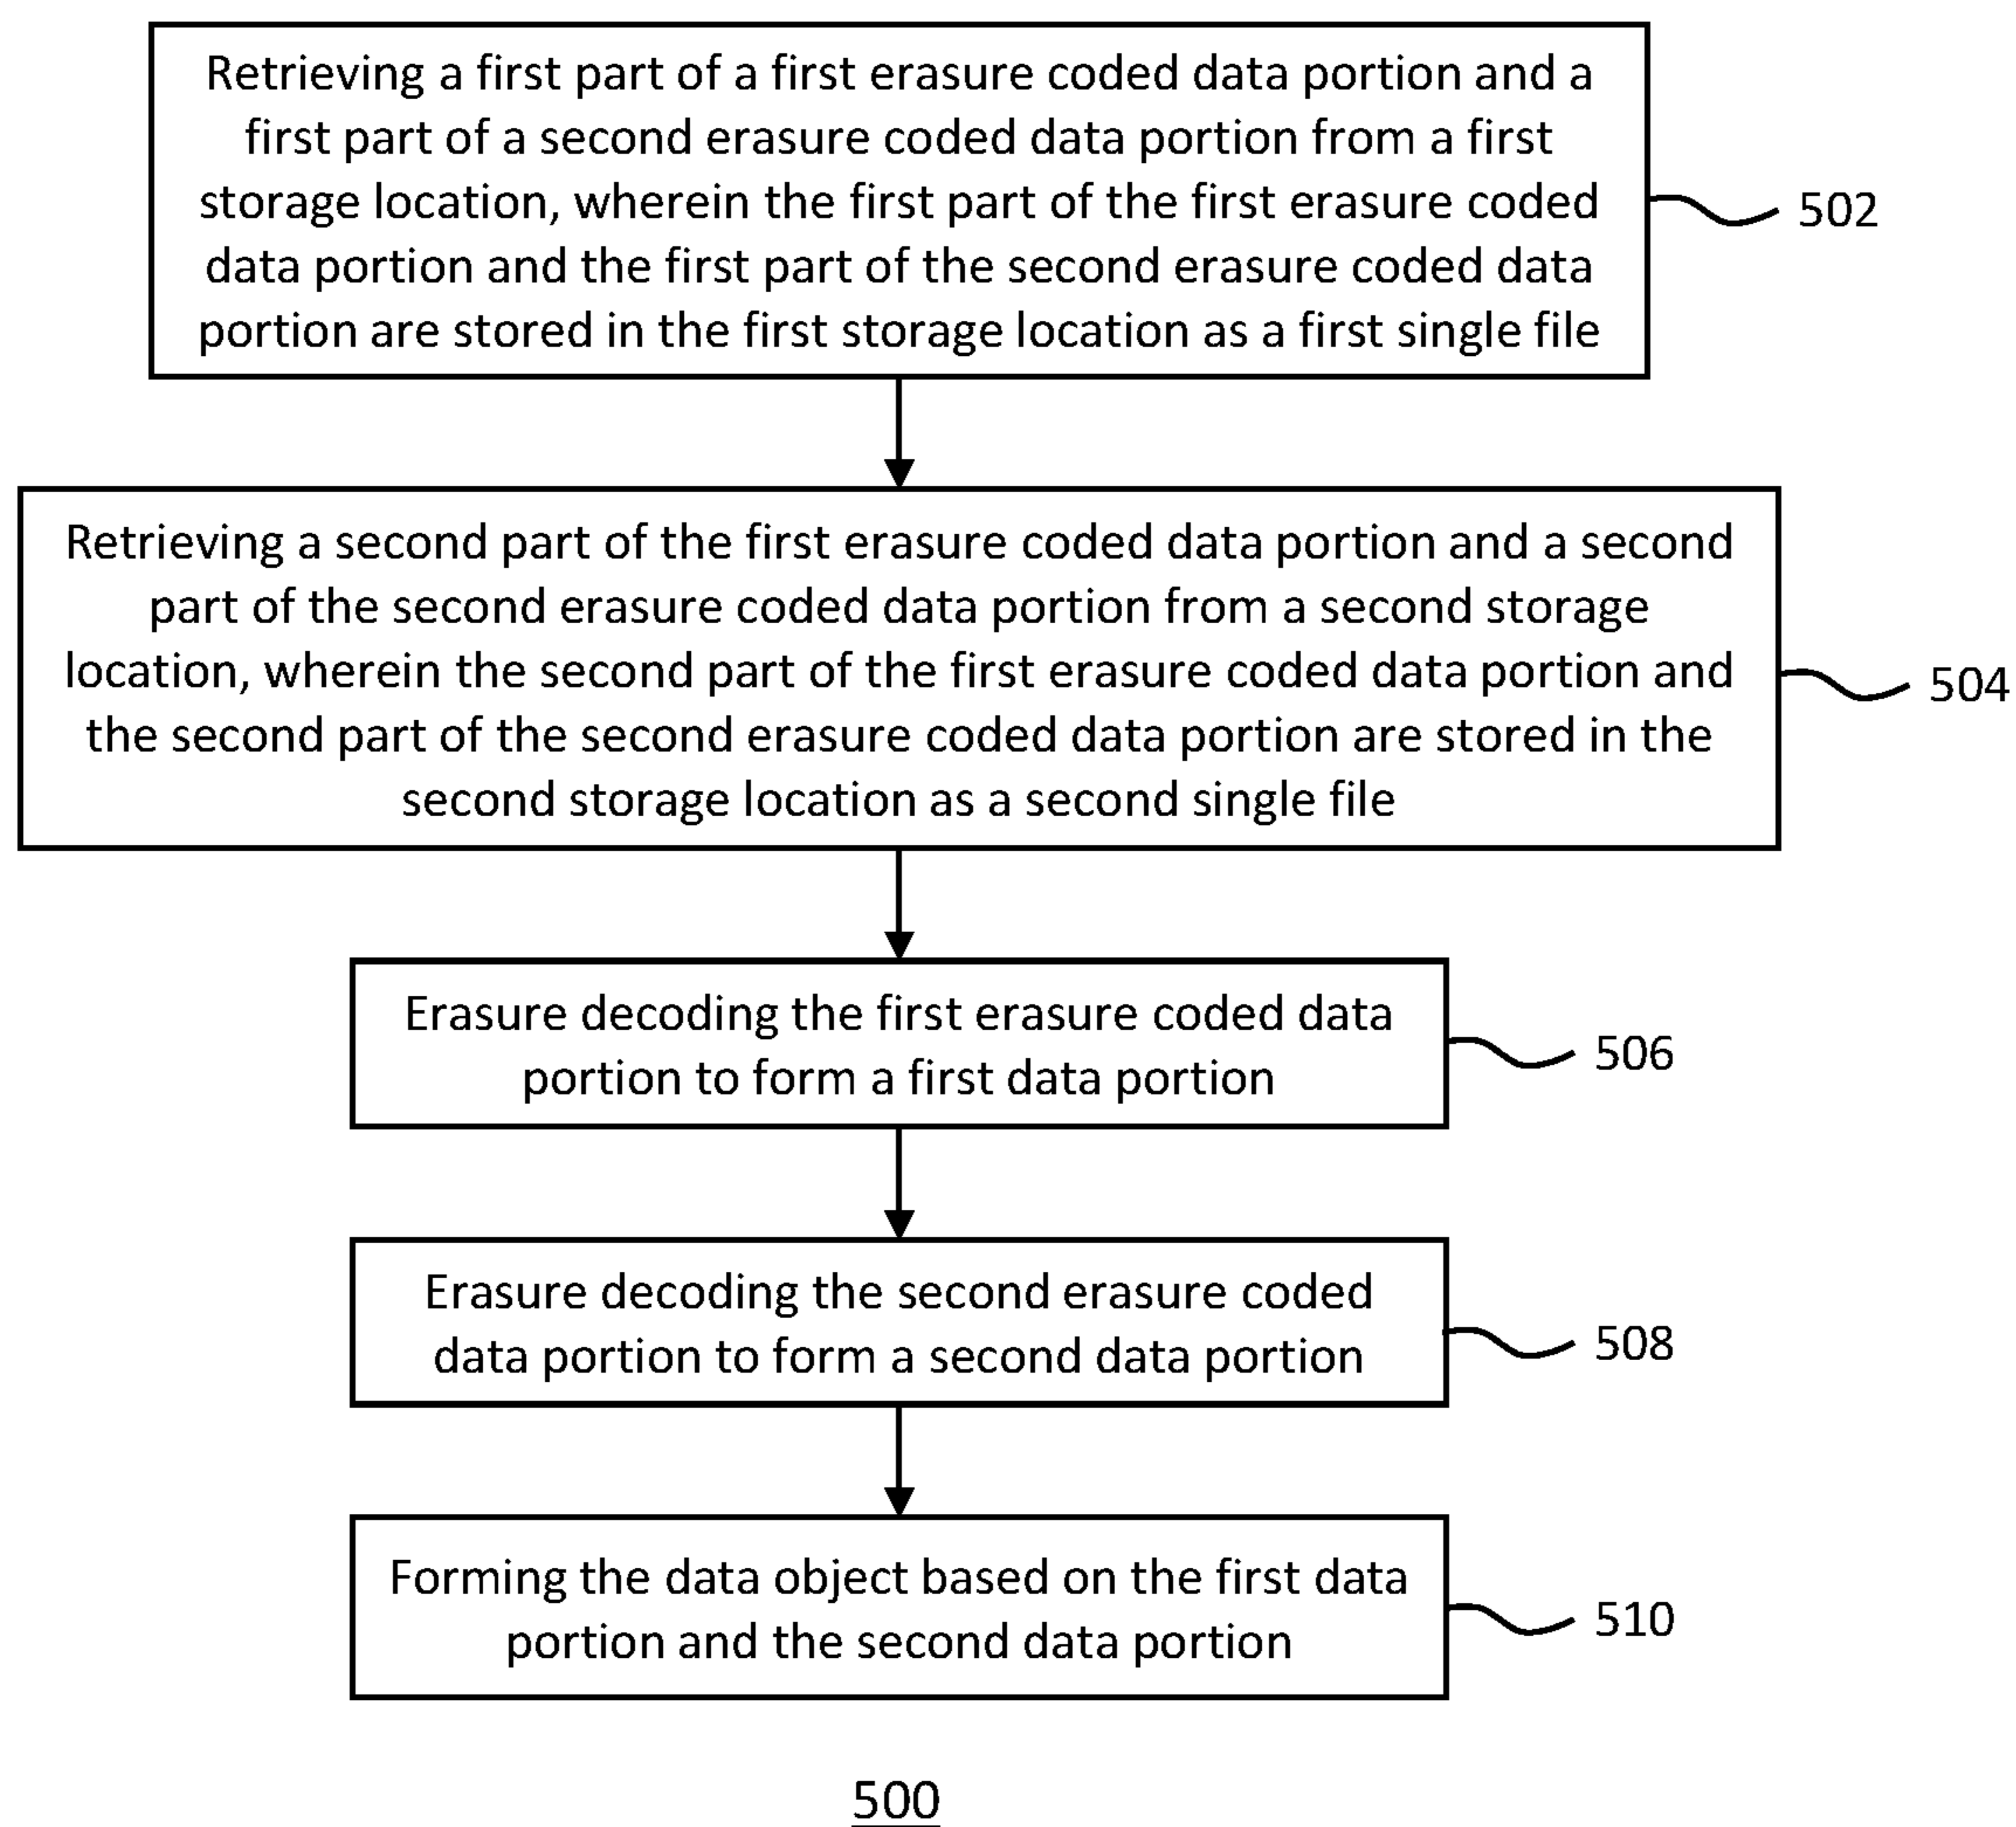 Retrieving a first part of a first erasure coded data portion and a
first part of a second erasure coded data portion from a first
storage location, wherein the first part of the first erasure coded
data portion and the first part of the second erasure coded data
portion are stored in the first storage location as a first single file
502
Retrieving a second part of the first erasure coded data portion and a second
part of the second erasure coded data portion from a second storage
location, wherein the second part of the first erasure coded data portion and
the second part of the second erasure coded data portion are stored in the
second storage location as a second single file
504
Erasure decoding the first erasure coded data
portion to form a first data portion
506
Erasure decoding the second erasure coded
data portion to form a second data portion
508
Forming the data object based on the first data
portion and the second data portion
510
500